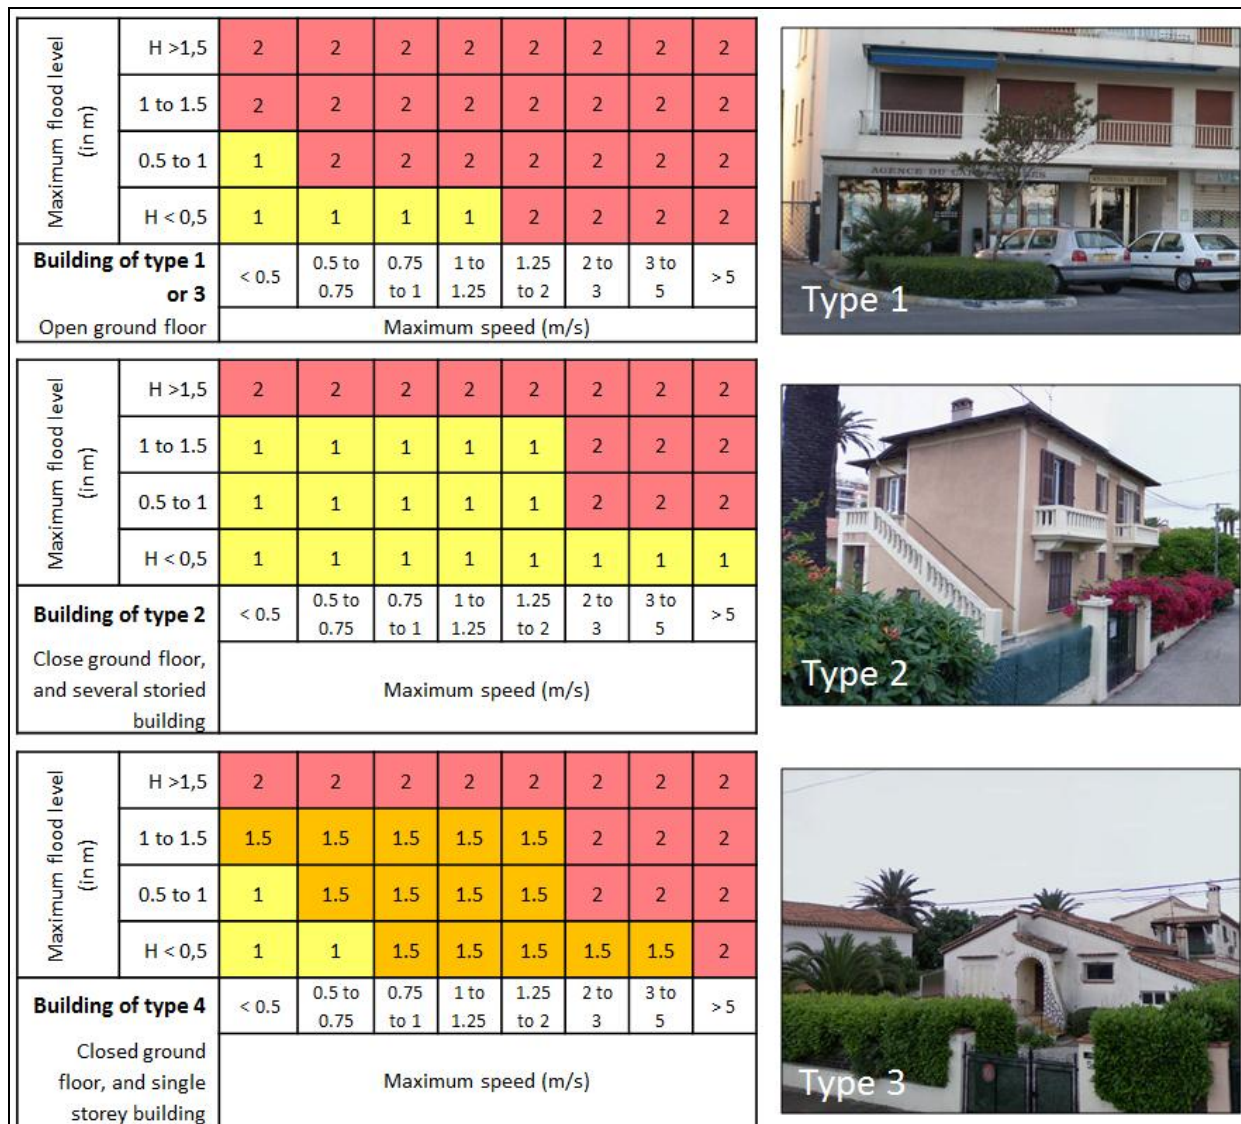 Maximum flood level
(in m)
H >1,5 2 2 2 2 2 2 2 2
1 to 1.5 2 2 2 2 2 2 2 2
0.5 to 1 1 2 2 2 2 2 2 2
H < 0,5 1 1 1 1 2 2 2 2
Building of type 1
or 3
Open ground floor
< 0.5 0.5 to 0.75 0.75 to 1 1 to 1.25 1.25 to 2 2 to 3 3 to 5 > 5
Maximum speed (m/s)
AGENCE DU CAP
Type 1
Maximum flood level
(in m)
H >1,5 2 2 2 2 2 2 2 2
1 to 1.5 1 1 1 1 1 2 2 2
0.5 to 1 1 1 1 1 1 2 2 2
H < 0,5 1 1 1 1 1 1 1 1
Building of type 2
Close ground floor,
and several storied
building
< 0.5 0.5 to 0.75 0.75 to 1 1 to 1.25 1.25 to 2 2 to 3 3 to 5 > 5
Maximum speed (m/s)
Type 2
Maximum flood level
(in m)
H >1,5 2 2 2 2 2 2 2 2
1 to 1.5 1.5 1.5 1.5 1.5 1.5 2 2 2
0.5 to 1 1 1.5 1.5 1.5 1.5 2 2 2
H < 0,5 1 1 1.5 1.5 1.5 1.5 1.5 2
Building of type 4
Closed ground
floor, and single
storey building
< 0.5 0.5 to 0.75 0.75 to 1 1 to 1.25 1.25 to 2 2 to 3 3 to 5 > 5
Maximum speed (m/s)
Type 3